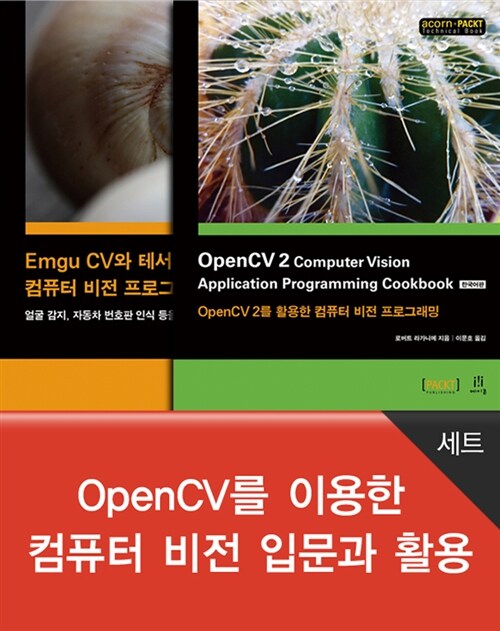 acorn+PACKT
Technical Book
Emgu CV와 테서
컴퓨터 비전 프로그
얼굴 감지, 자동차 번호판 인식 등을
OpenCV 2 Computer Vision
Application Programming Cookbook 한국어판
OpenCV 2를 활용한 컴퓨터 비전 프로그래밍
로버트 라가니에 지음 | 이문호 옮김
[PACKT]
PUBLISHING
세트
OpenCV를 이용한
컴퓨터 비전 입문과 활용